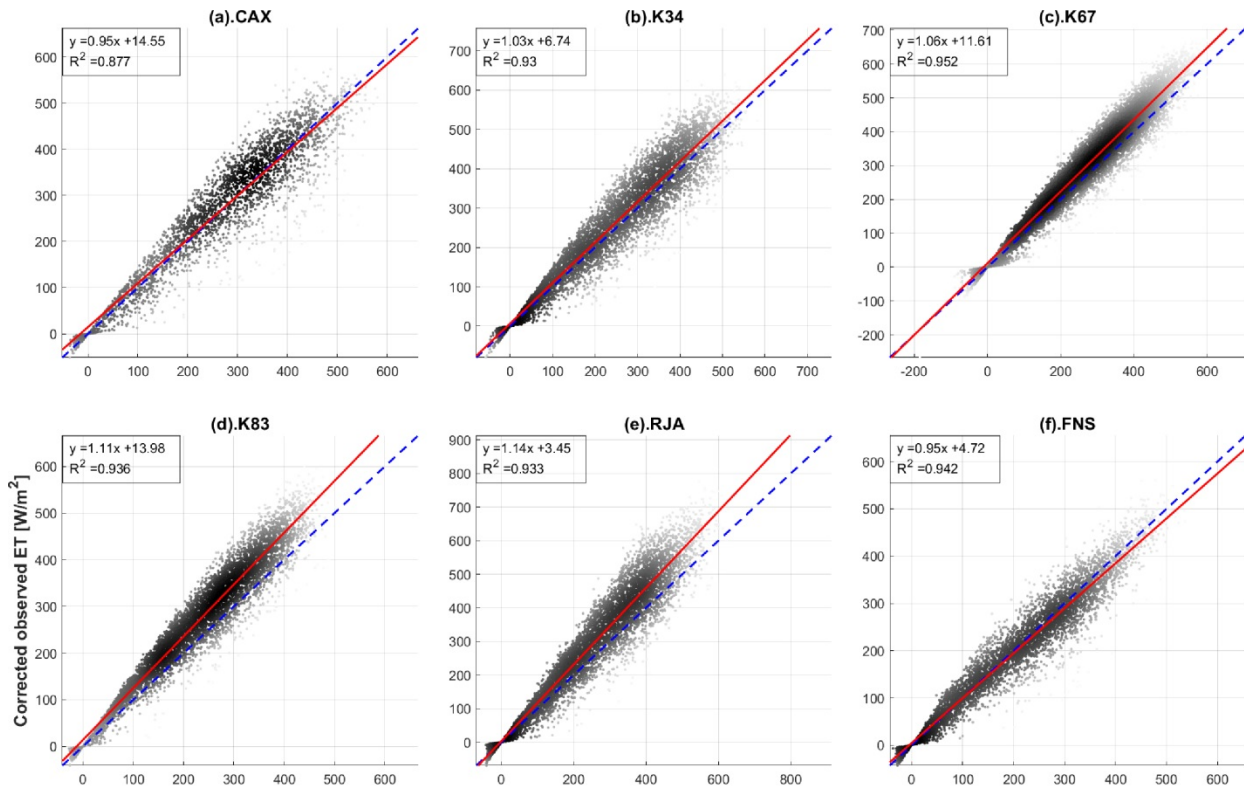 (a).CAX
y =0.95x +14.55
R² =0.877
600
500
400
300
200
100
0
0 100 200 300 400 500 600
(b).K34
y =1.03x +6.74
R² =0.93
700
600
500
400
300
200
100
0
0 100 200 300 400 500 600 700
(c).K67
y =1.06x +11.61
R² =0.952
700
600
500
400
300
200
100
0
-100
-200
-200 0 200 400 600
(d).K83
y =1.11x +13.98
R² =0.936
Corrected observed ET [W/m²]
600
500
400
300
200
100
0
0 100 200 300 400 500 600
(e).RJA
y =1.14x +3.45
R² =0.933
900
800
700
600
500
400
300
200
100
0
0 200 400 600 800
(f).FNS
y =0.95x +4.72
R² =0.942
600
500
400
300
200
100
0
0 100 200 300 400 500 600